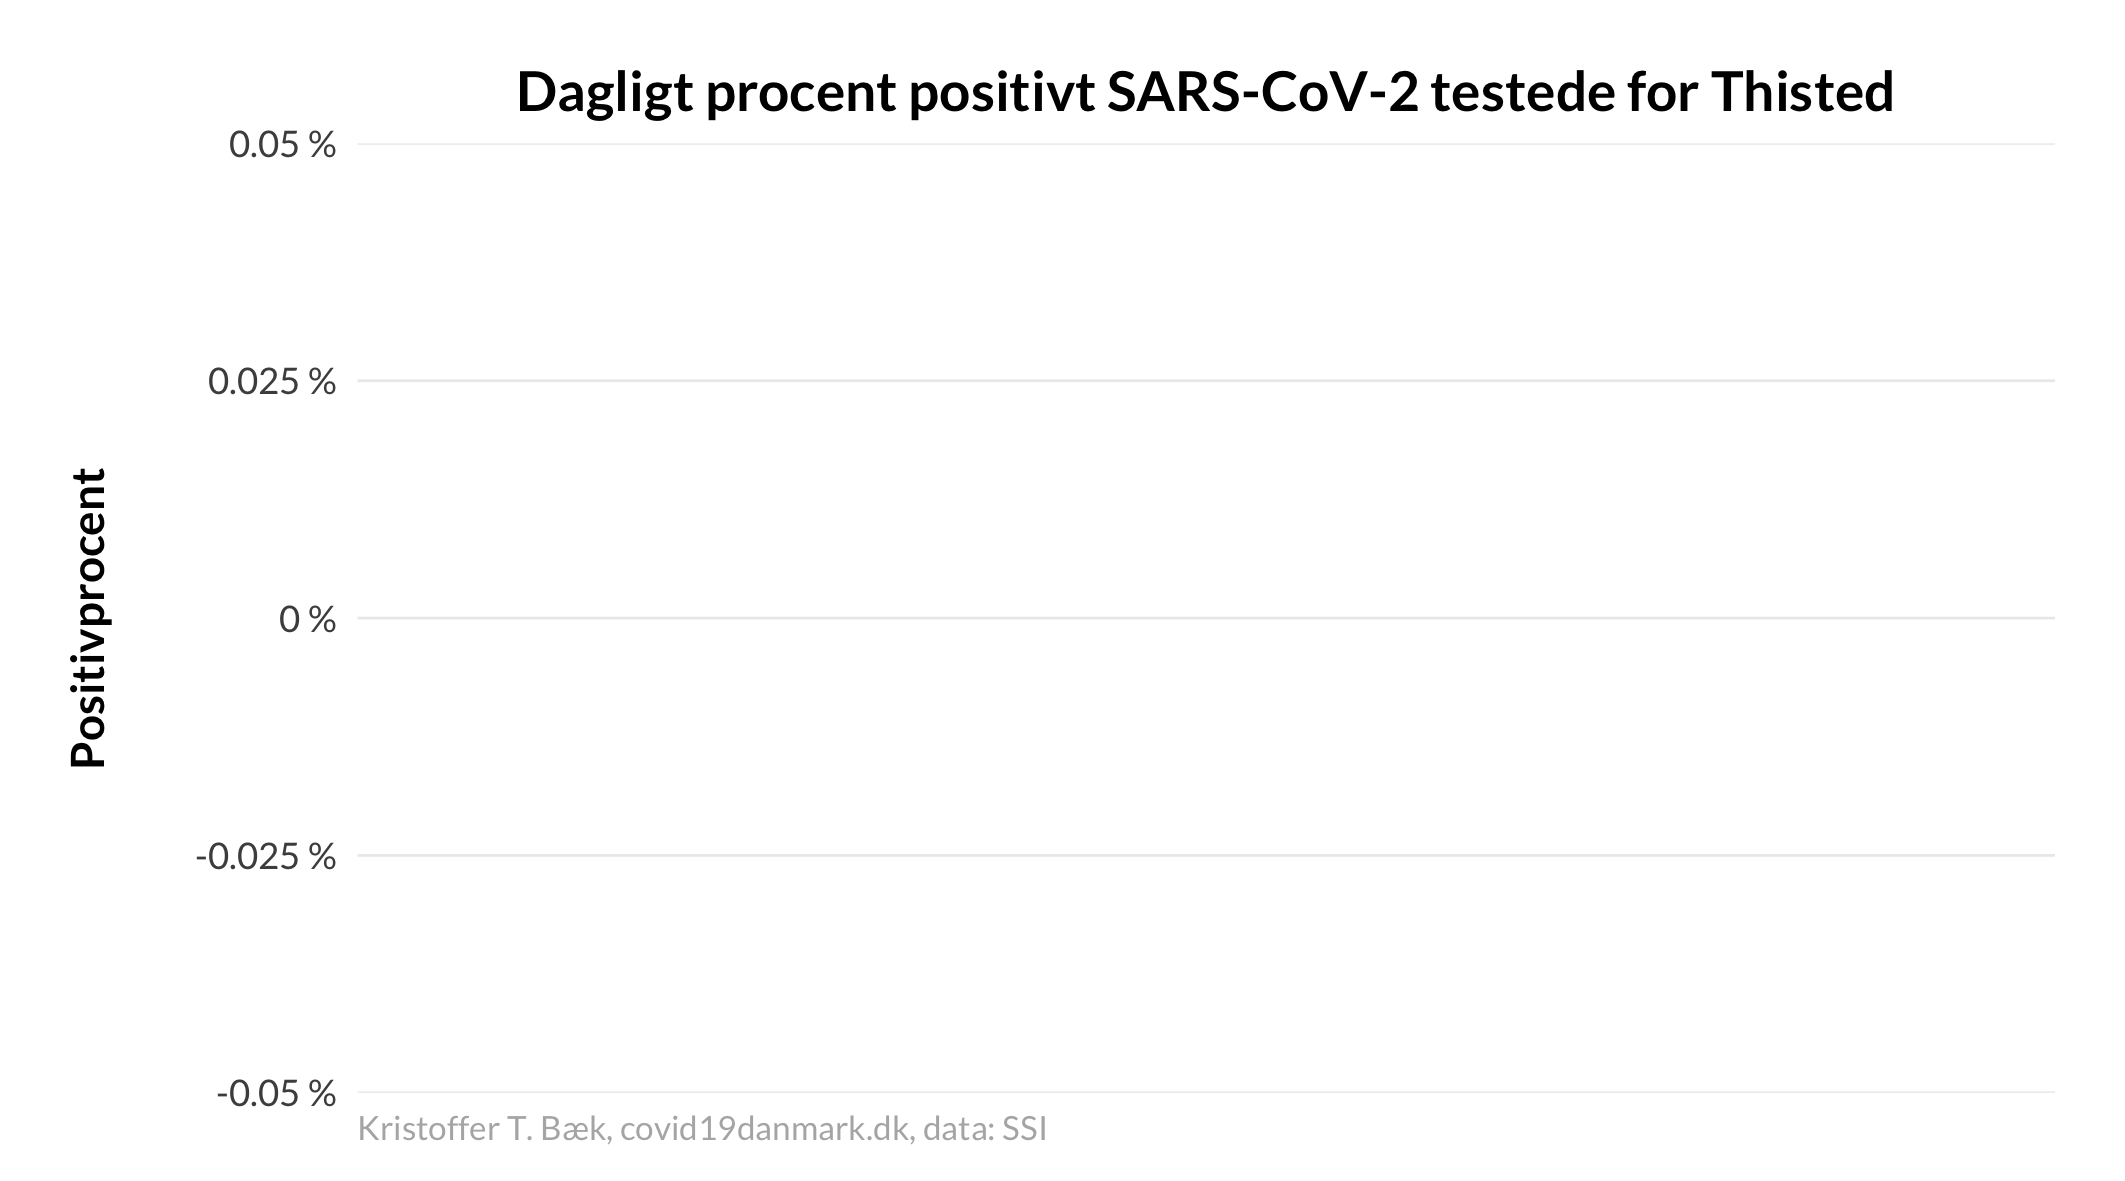 Dagligt procent positivt SARS-CoV-2 testede for Thisted
0.05 %
0.025 %
0 %
-0.025 %
-0.05 %
Positivprocent
Kristoffer T. Bæk, covid19danmark.dk, data: SSI